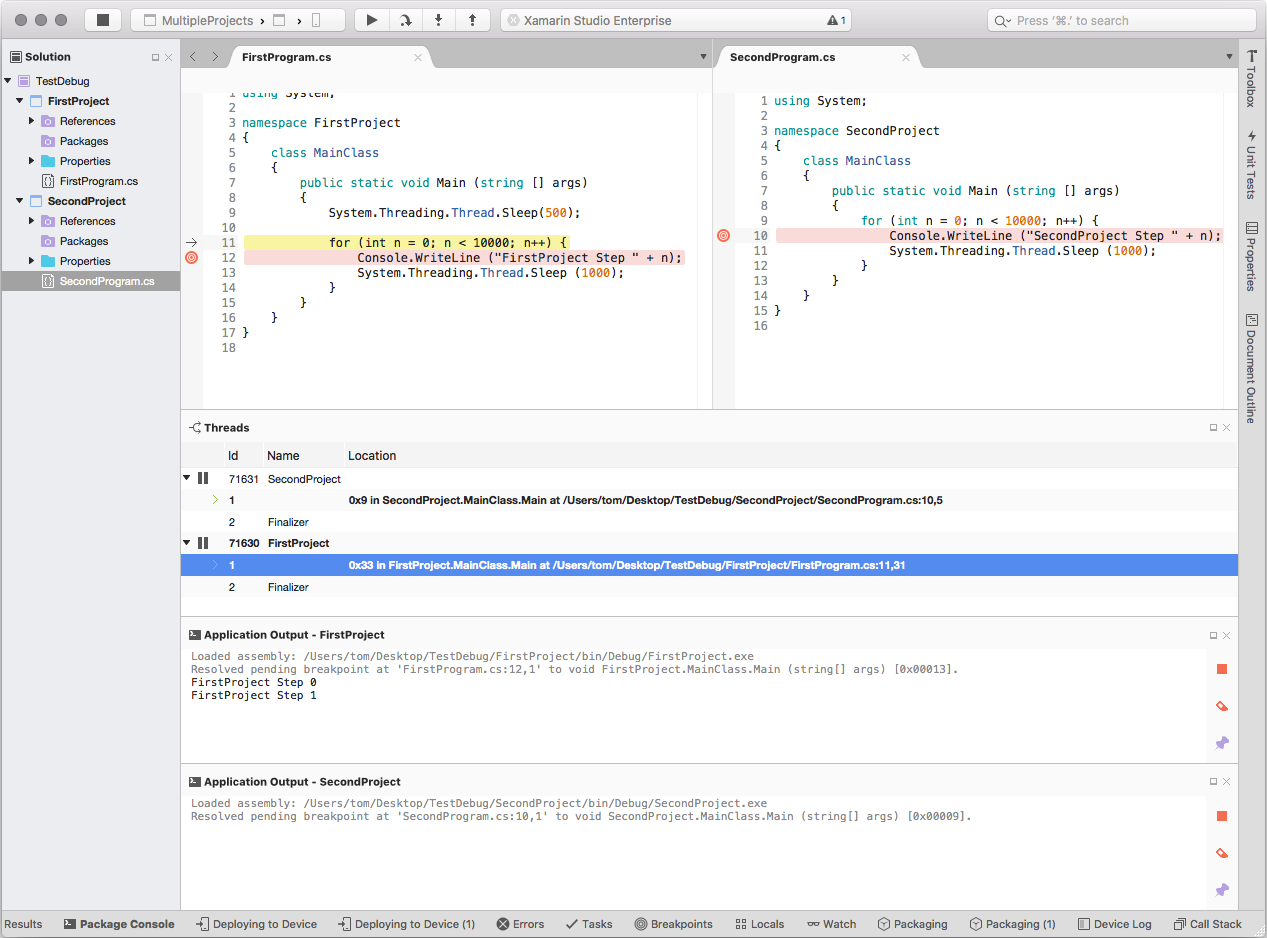 MultipleProjects › ›
Xamarin Studio Enterprise
1
Press '⌘.' to search
Solution
TestDebug
FirstProject
References
Packages
Properties
FirstProgram.cs
SecondProject
References
Packages
Properties
SecondProgram.cs
FirstProgram.cs
1 using System;
2
3 namespace FirstProject
4 {
5     class MainClass
6     {
7         public static void Main (string [] args)
8         {
9             System.Threading.Thread.Sleep(500);
10
11             for (int n = 0; n < 10000; n++) {
12                 Console.WriteLine ("FirstProject Step " + n);
13                 System.Threading.Thread.Sleep (1000);
14             }
15         }
16     }
17 }
18
SecondProgram.cs
1 using System;
2
3 namespace SecondProject
4 {
5     class MainClass
6     {
7         public static void Main (string [] args)
8         {
9             for (int n = 0; n < 10000; n++) {
10                 Console.WriteLine ("SecondProject Step " + n);
11                 System.Threading.Thread.Sleep (1000);
12             }
13         }
14     }
15 }
16
Toolbox
Unit Tests
Properties
Document Outline
Threads
Id Name Location
71631 SecondProject
1 0x9 in SecondProject.MainClass.Main at /Users/tom/Desktop/TestDebug/SecondProject/SecondProgram.cs:10,5
2 Finalizer
71630 FirstProject
1 0x33 in FirstProject.MainClass.Main at /Users/tom/Desktop/TestDebug/FirstProject/FirstProgram.cs:11,31
2 Finalizer
Application Output - FirstProject
Loaded assembly: /Users/tom/Desktop/TestDebug/FirstProject/bin/Debug/FirstProject.exe
Resolved pending breakpoint at 'FirstProgram.cs:12,1' to void FirstProject.MainClass.Main (string[] args) [0x00013].
FirstProject Step 0
FirstProject Step 1
Application Output - SecondProject
Loaded assembly: /Users/tom/Desktop/TestDebug/SecondProject/bin/Debug/SecondProject.exe
Resolved pending breakpoint at 'SecondProgram.cs:10,1' to void SecondProject.MainClass.Main (string[] args) [0x00009].
Results Package Console Deploying to Device Deploying to Device (1) Errors Tasks Breakpoints Locals Watch Packaging Packaging (1) Device Log Call Stack